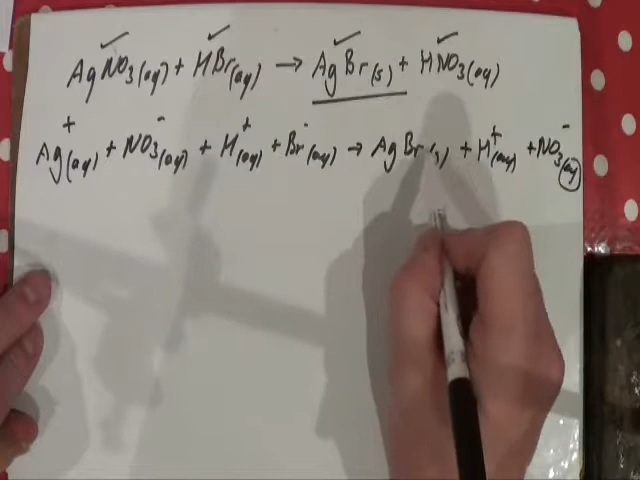 AgNO₃(aq) + HBr(aq) → AgBr(s) + HNO₃(aq)
Ag⁺(aq) + NO₃⁻(aq) + H⁺(aq) + Br⁻(aq) → AgBr(s) + H⁺(aq) + NO₃⁻(aq)